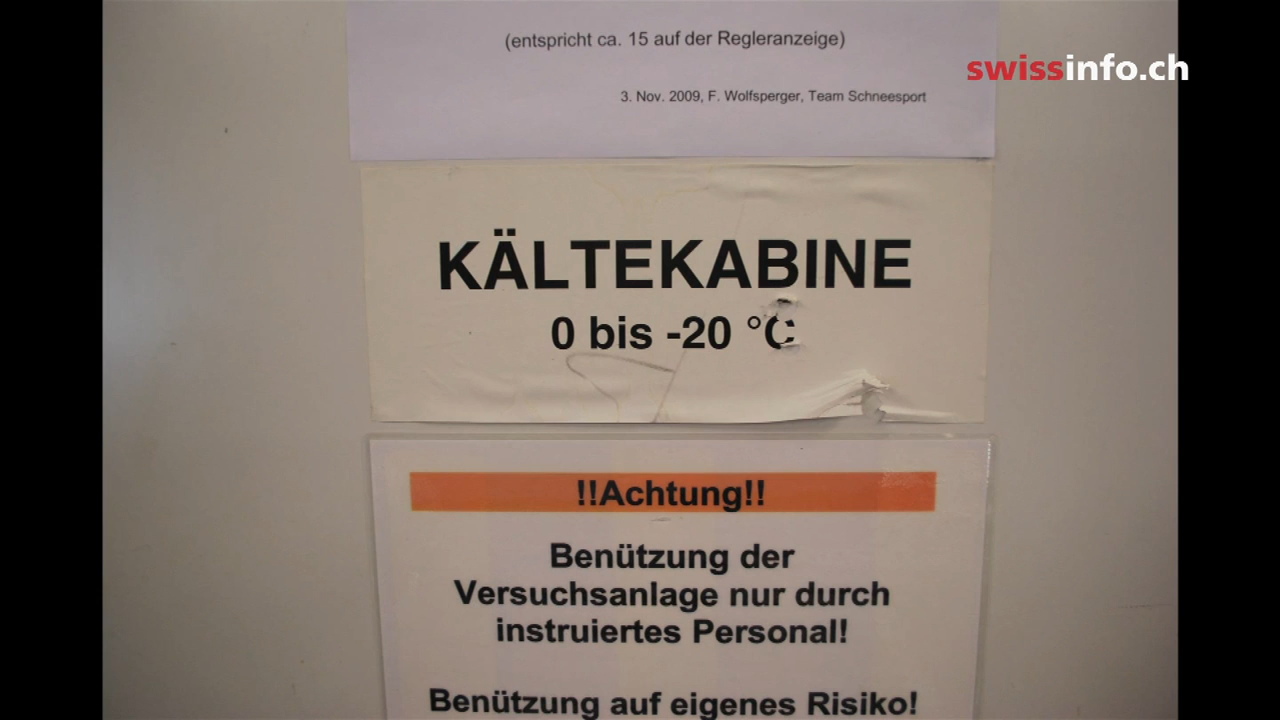 (entspricht ca. 15 auf der Regleranzeige)
swissinfo.ch
3. Nov. 2009, F. Wolfsperger, Team Schneesport
KÄLTEKABINE
0 bis -20 °C
!!Achtung!!
Benützung der
Versuchsanlage nur durch
instruiertes Personal!
Benützung auf eigenes Risiko!